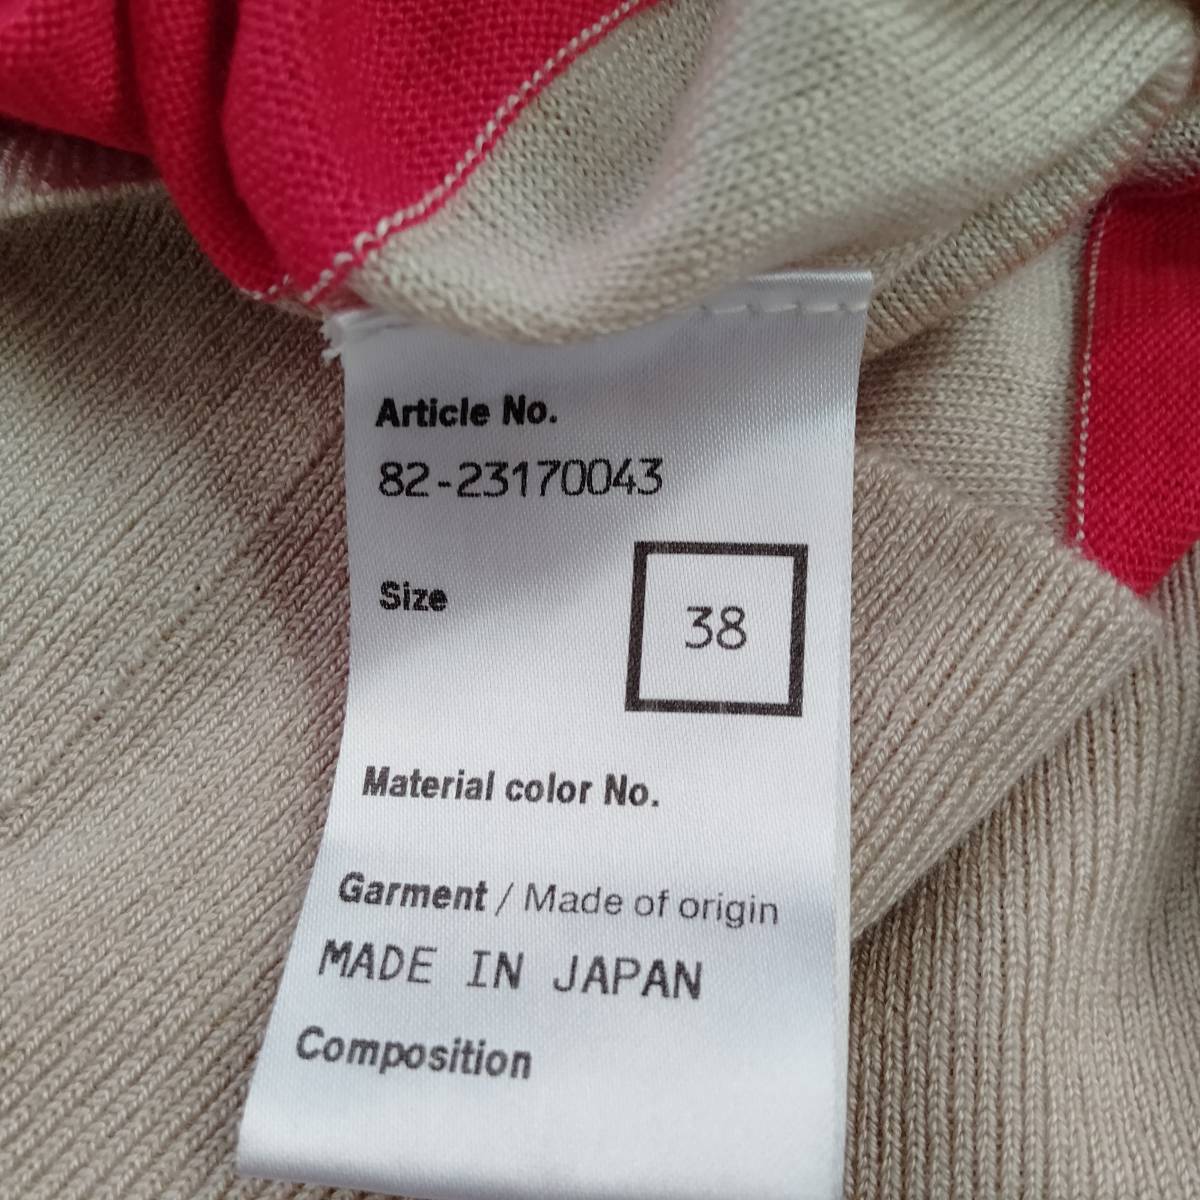 Article No.
82-23170043
Size
38
Material color No.
Garment / Made of origin
MADE IN JAPAN
Composition